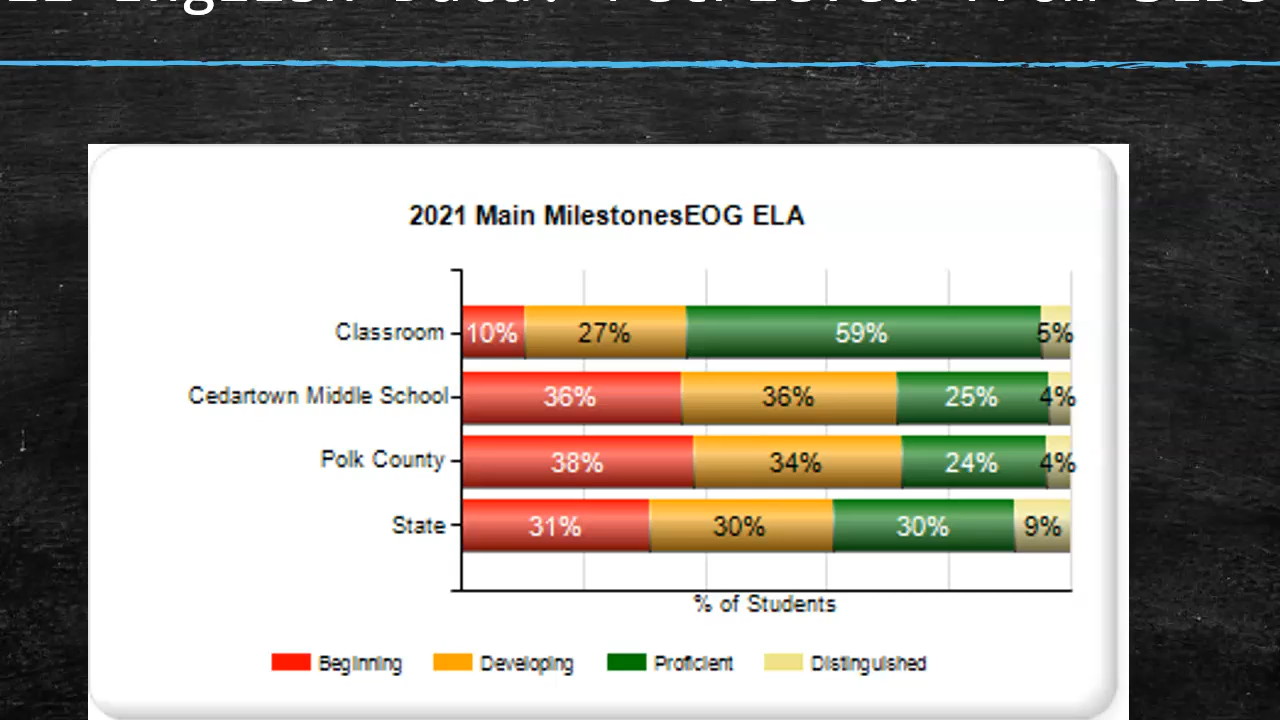 2021 Main MilestonesEOG ELA
Classroom 10% 27% 59% 5%
Cedartown Middle School 36% 36% 25% 4%
Polk County 38% 34% 24% 4%
State 31% 30% 30% 9%
% of Students
Beginning Developing Proficient Distinguished